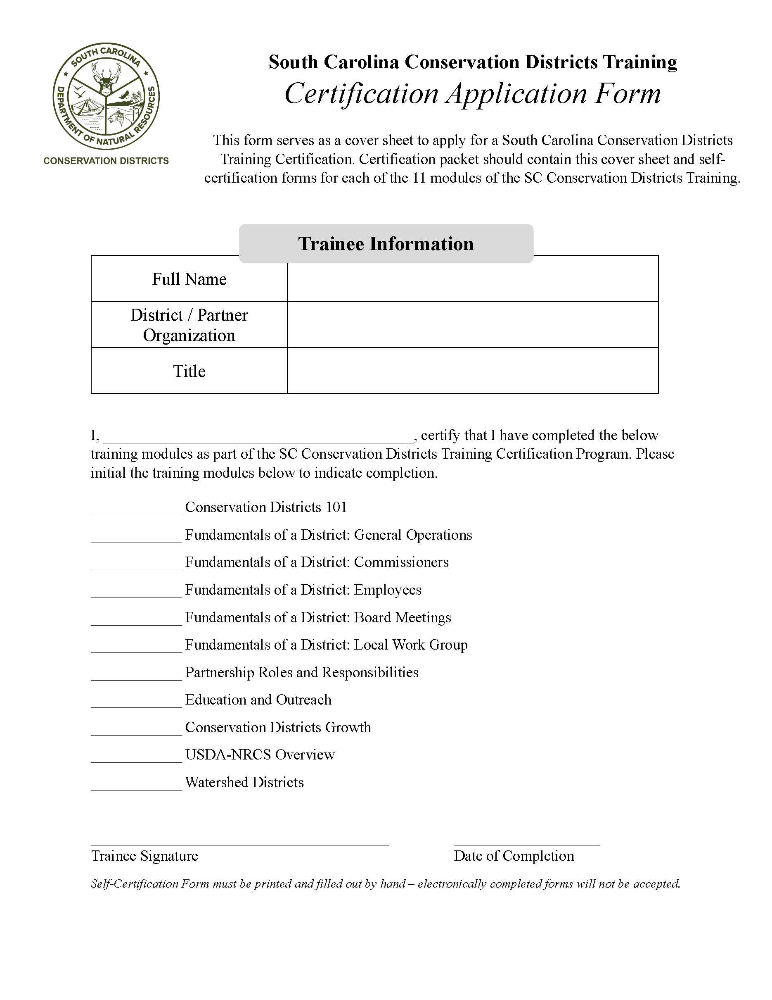 SOUTH CAROLINA
DEPARTMENT OF NATURAL RESOURCES
CONSERVATION DISTRICTS
South Carolina Conservation Districts Training
Certification Application Form
This form serves as a cover sheet to apply for a South Carolina Conservation Districts
Training Certification. Certification packet should contain this cover sheet and self-
certification forms for each of the 11 modules of the SC Conservation Districts Training.
Trainee Information
Full Name
District / Partner
Organization
Title
I, ________________________________________, certify that I have completed the below
training modules as part of the SC Conservation Districts Training Certification Program. Please
initial the training modules below to indicate completion.
____________ Conservation Districts 101
____________ Fundamentals of a District: General Operations
____________ Fundamentals of a District: Commissioners
____________ Fundamentals of a District: Employees
____________ Fundamentals of a District: Board Meetings
____________ Fundamentals of a District: Local Work Group
____________ Partnership Roles and Responsibilities
____________ Education and Outreach
____________ Conservation Districts Growth
____________ USDA-NRCS Overview
____________ Watershed Districts
Trainee Signature
Date of Completion
Self-Certification Form must be printed and filled out by hand – electronically completed forms will not be accepted.